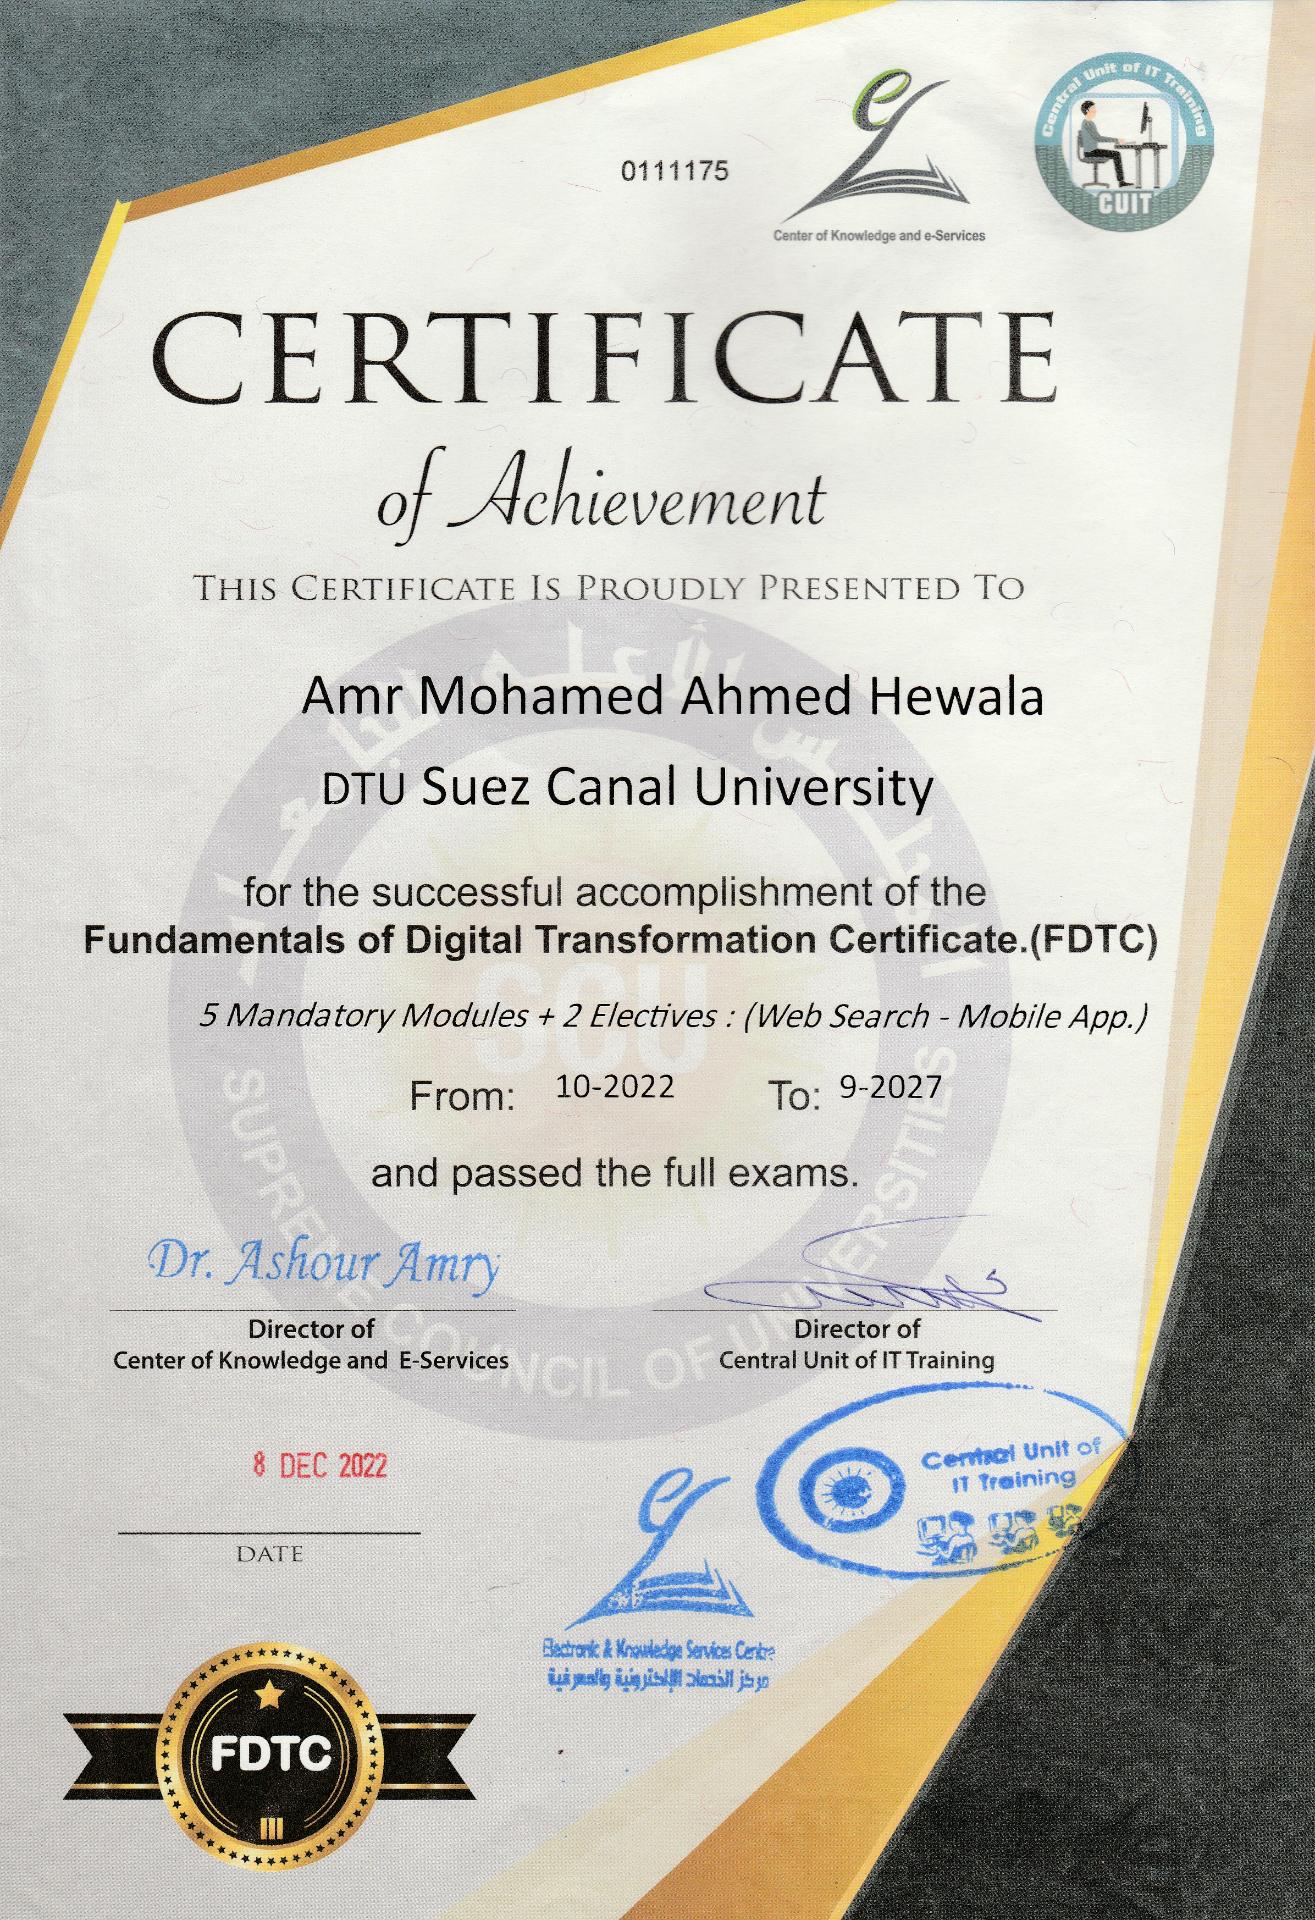 0111175
Center of Knowledge and e-Services
Central Unit of IT Training
CUIT
CERTIFICATE
of Achievement
THIS CERTIFICATE IS PROUDLY PRESENTED TO
Amr Mohamed Ahmed Hewala
DTU Suez Canal University
for the successful accomplishment of the
Fundamentals of Digital Transformation Certificate.(FDTC)
5 Mandatory Modules + 2 Electives : (Web Search - Mobile App.)
From: 10-2022 To: 9-2027
and passed the full exams.
المجلس الأعلى للجامعات
SCU
SUPREME COUNCIL OF UNIVERSITIES
Dr. Ashour Amry
Director of
Center of Knowledge and E-Services
Director of
Central Unit of IT Training
8 DEC 2022
DATE
Central Unit of
IT Training
Electronic & Knowledge Services Centre
مركز الخدمات الإلكترونية والمعرفية
FDTC